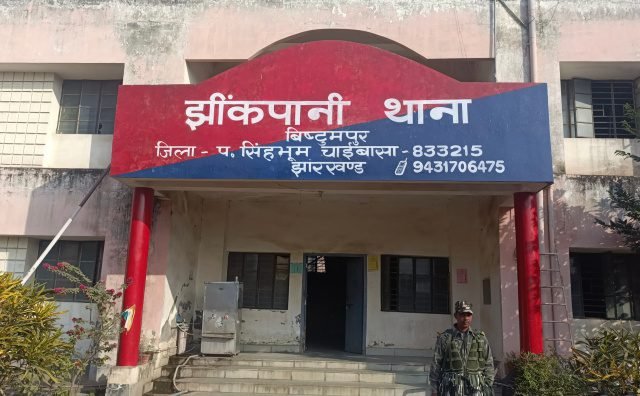 झींकपानी थाना
बिष्टुमपुर
जिला - प. सिंहभूम चाईबासा - 833215
झारखण्ड 9431706475